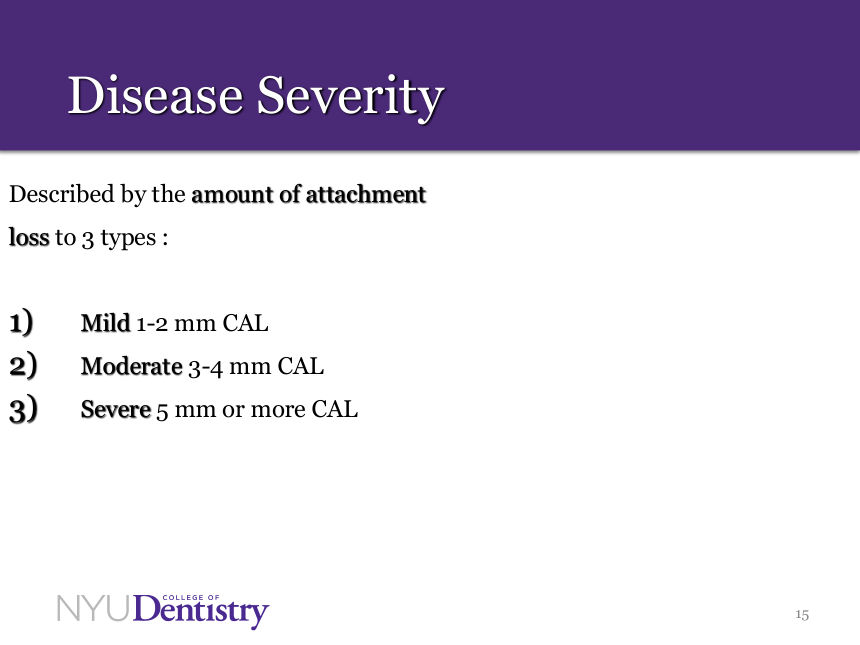 Disease Severity
Described by the amount of attachment
loss to 3 types :
1) Mild 1-2 mm CAL
2) Moderate 3-4 mm CAL
3) Severe 5 mm or more CAL
NYU COLLEGE OF Dentistry
15